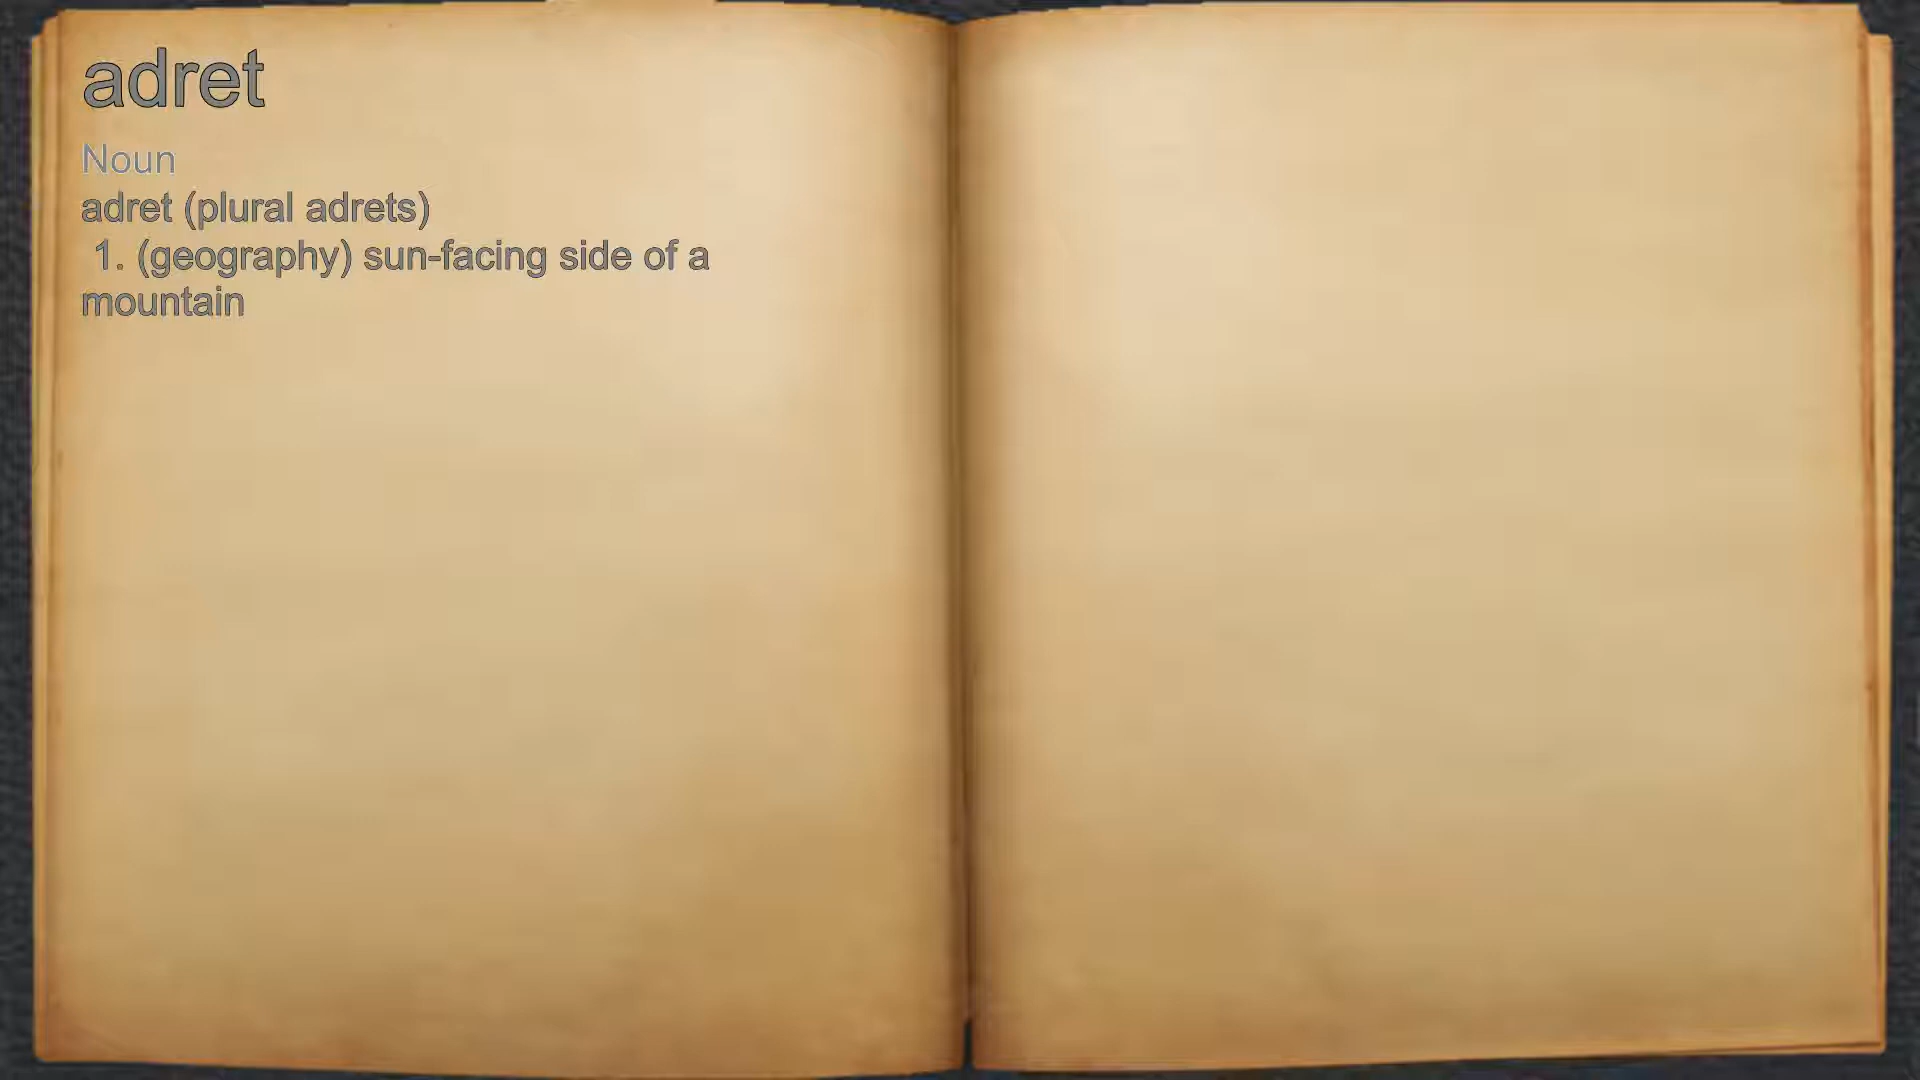 adret
Noun
adret (plural adrets)
1. (geography) sun-facing side of a
mountain